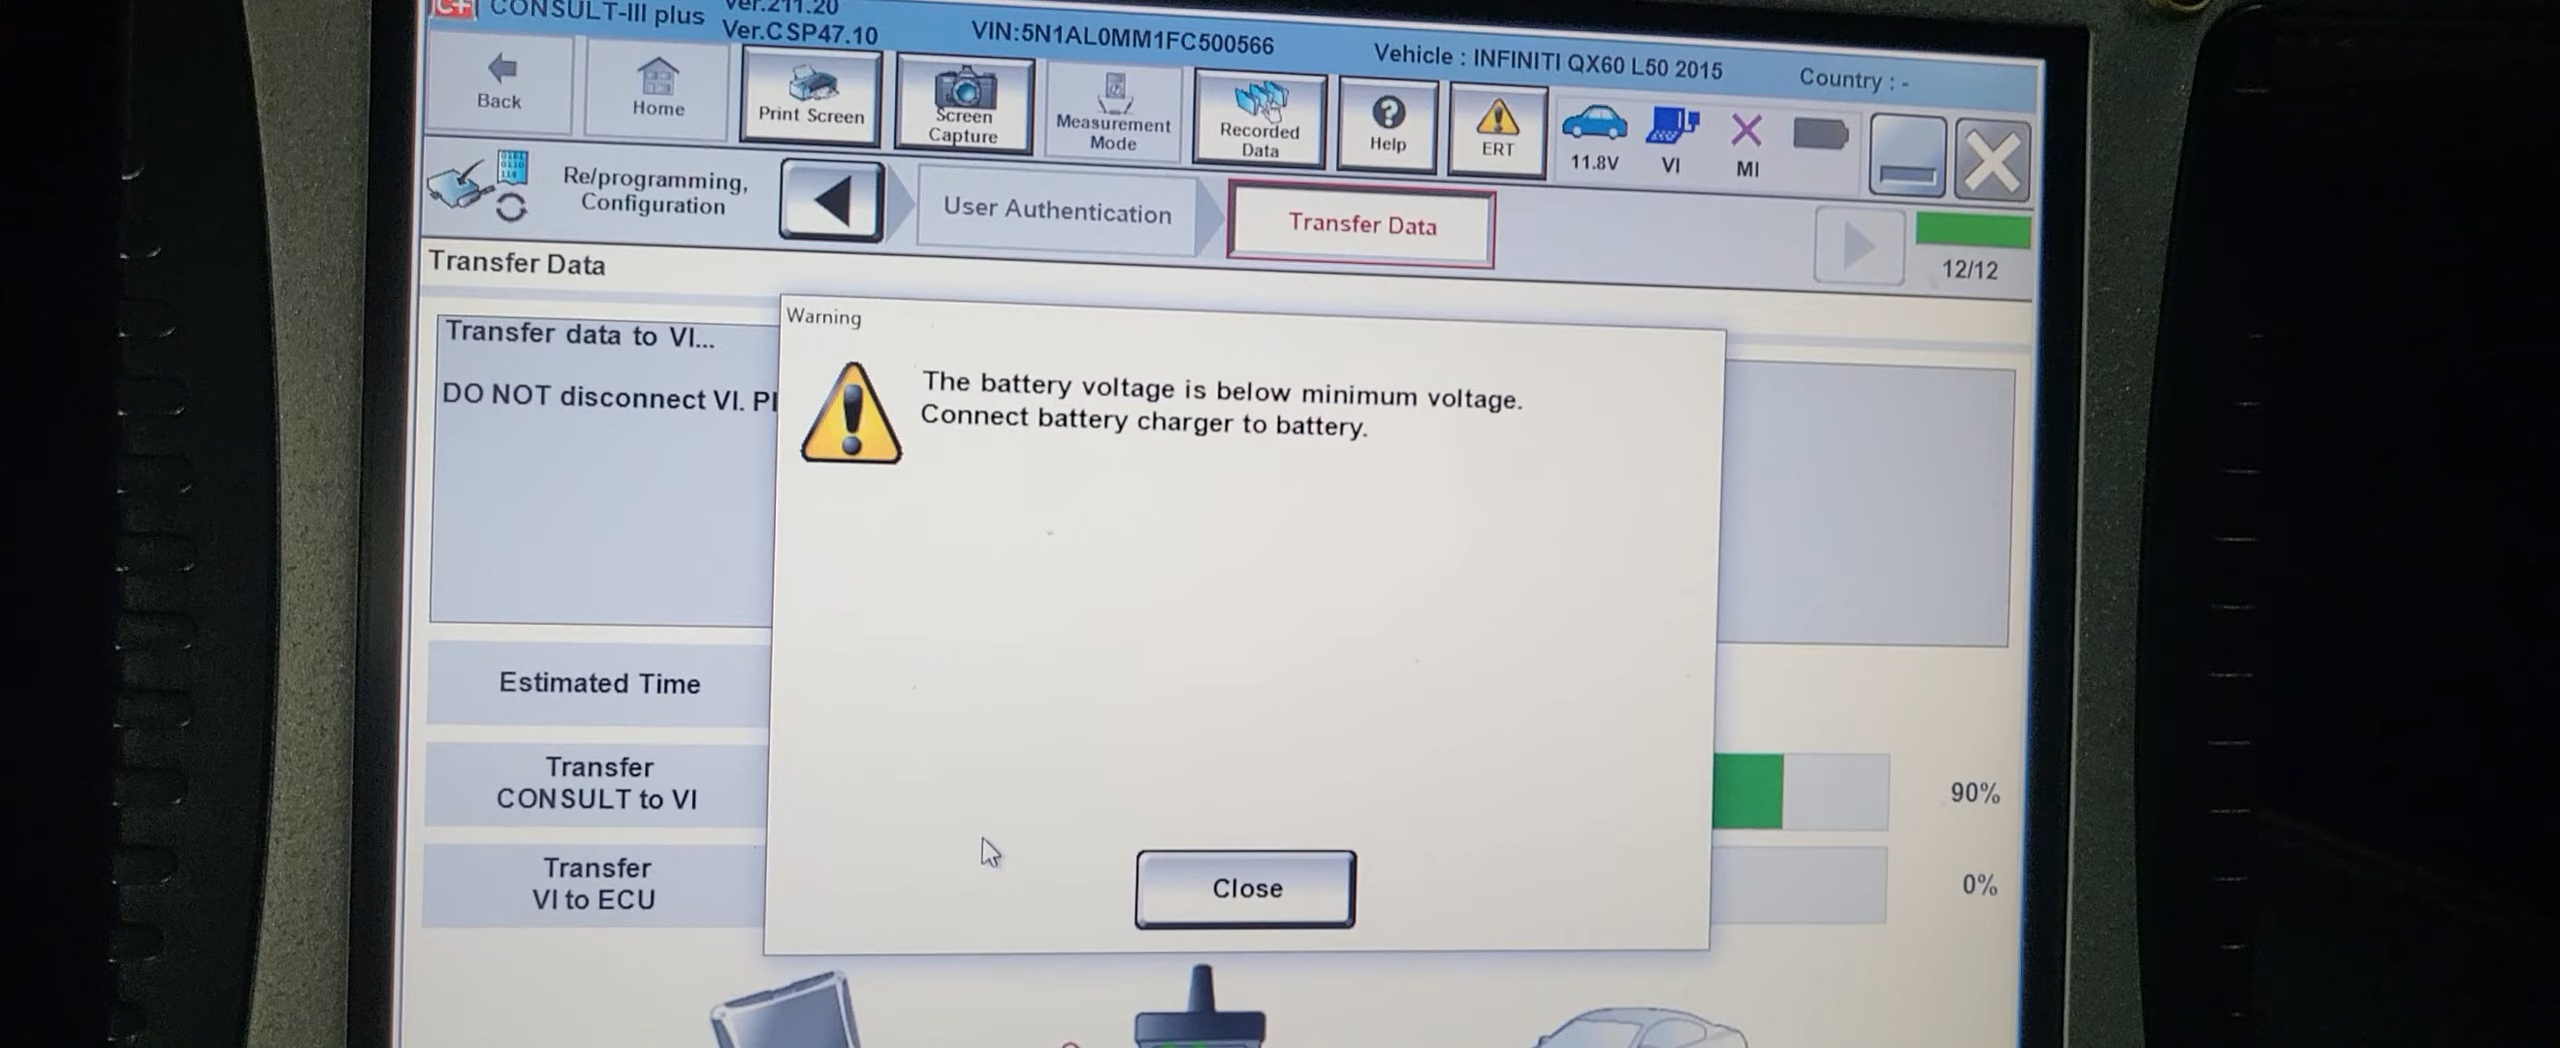 C+ CONSULT-III plus
Ver.211.20
Ver.CSP47.10
VIN:5N1AL0MM1FC500566
Vehicle : INFINITI QX60 L50 2015
Country : -
Back
Home
Print Screen
Screen
Capture
Measurement
Mode
Recorded
Data
Help
ERT
11.8V
VI
MI
Re/programming,
Configuration
User Authentication
Transfer Data
12/12
Transfer Data
Transfer data to VI...
DO NOT disconnect VI. Pl
Warning
The battery voltage is below minimum voltage.
Connect battery charger to battery.
Estimated Time
Transfer
CONSULT to VI
90%
Transfer
VI to ECU
0%
Close